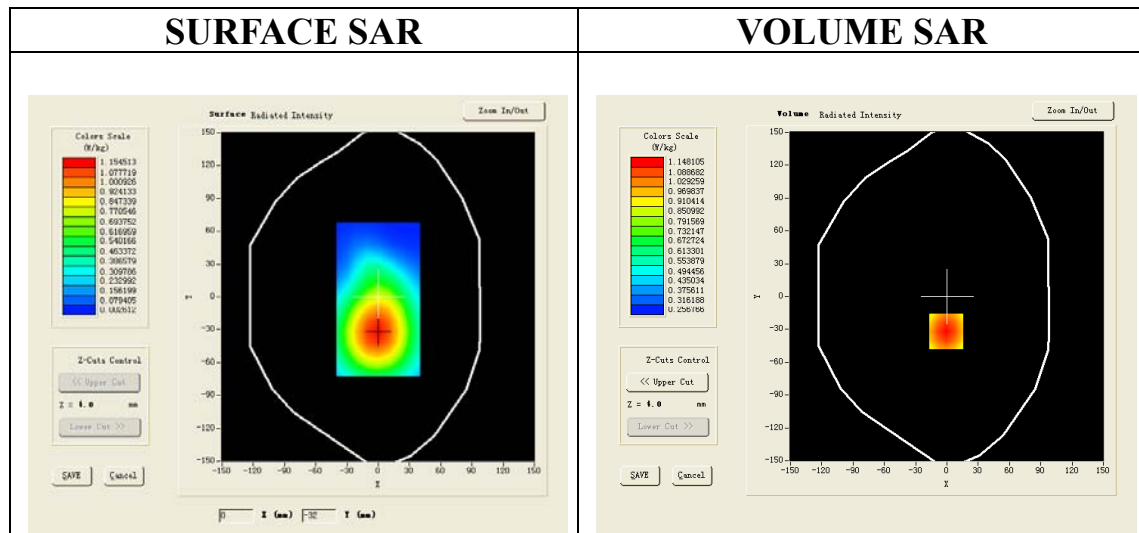 SURFACE SAR
VOLUME SAR
Surface Radiated Intensity
Zoom In/Out
Colors Scale
(W/kg)
1.154513
1.077719
1.000926
0.924133
0.847339
0.770546
0.693752
0.616959
0.540166
0.463372
0.386579
0.309786
0.232992
0.156199
0.079405
0.002612
Z-Cuts Control
<< Upper Cut
Z = 4.0 mm
Lower Cut >>
SAVE Cancel
150
120
90
60
30
0
-30
-60
-90
-120
-150
Y
-150 -120 -90 -60 -30 0 30 60 90 120 150
X
0 X (mm) -32 Y (mm)
Volume Radiated Intensity
Zoom In/Out
Colors Scale
(W/kg)
1.148105
1.088682
1.029259
0.969837
0.910414
0.850992
0.791569
0.732147
0.672724
0.613301
0.553879
0.494456
0.435034
0.375611
0.316188
0.256766
Z-Cuts Control
<< Upper Cut
Z = 4.0 mm
Lower Cut >>
SAVE Cancel
150
120
90
60
30
0
-30
-60
-90
-120
-150
Y
-150 -120 -90 -60 -30 0 30 60 90 120 150
X